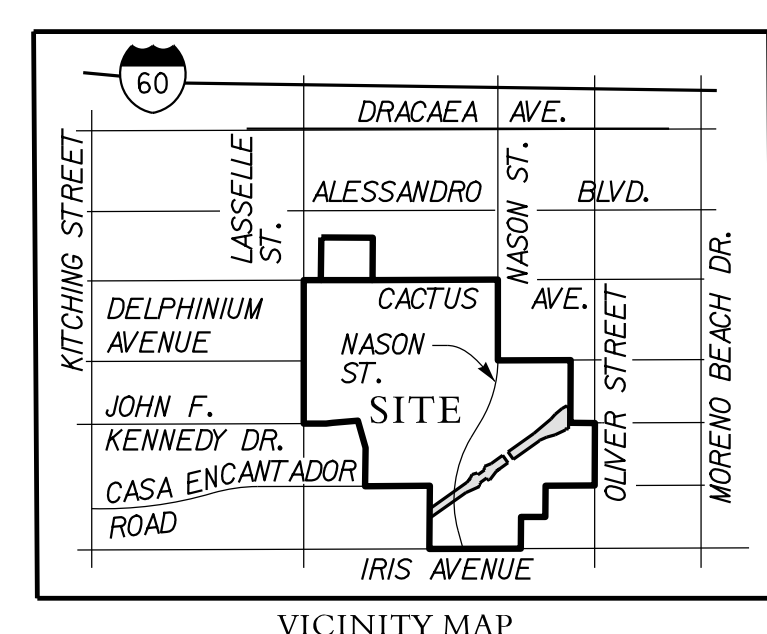 60
DRACAEA AVE.
KITCHING STREET
LASSELLE
ST.
ALESSANDRO BLVD.
NASON ST.
MORENO BEACH DR.
CACTUS AVE.
DELPHINIUM
AVENUE
NASON
ST.
OLIVER STREET
SITE
JOHN F.
KENNEDY DR.
CASA ENCANTADOR
ROAD
IRIS AVENUE
VICINITY MAP